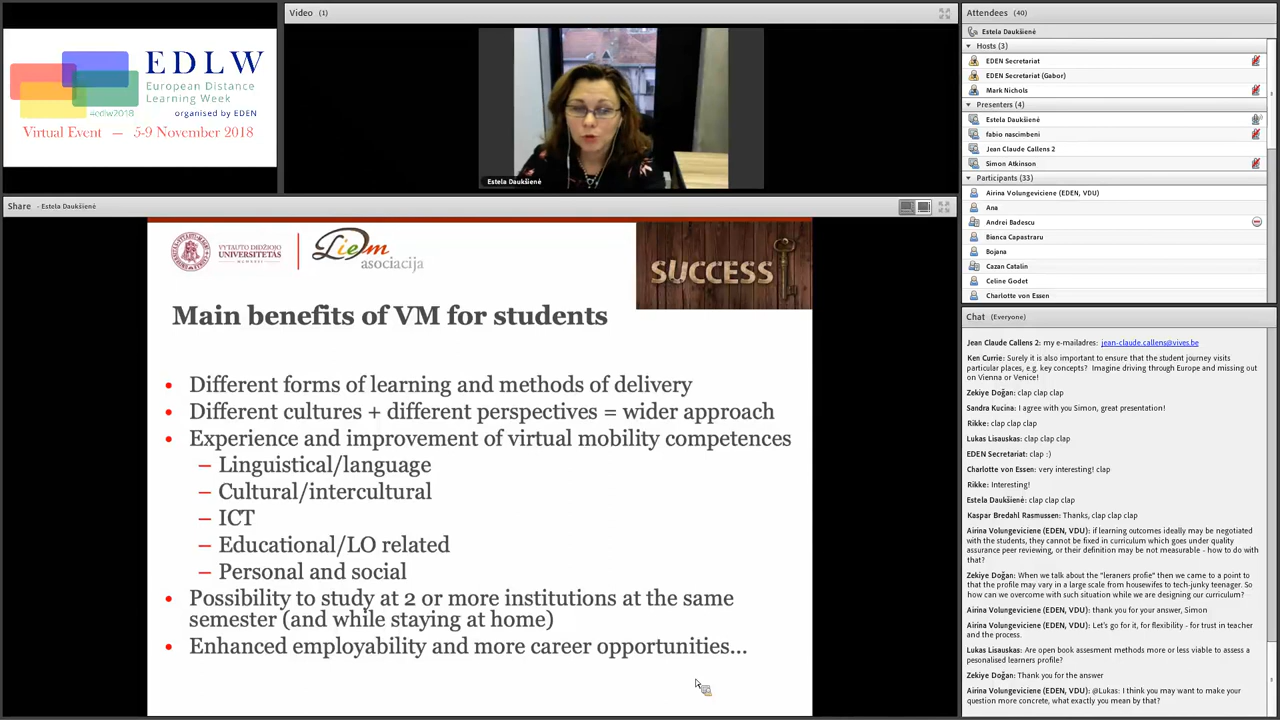 EDLW
European Distance
Learning Week
#edlw2018 organised by EDEN
Virtual Event — 5-9 November 2018
Video (1)
Estela Daukšienė
Share - Estela Daukšienė
VYTAUTO DIDŽIOJO
UNIVERSITETAS
MCMXXII
Liedm
asociacija
SUCCESS
Main benefits of VM for students
• Different forms of learning and methods of delivery
• Different cultures + different perspectives = wider approach
• Experience and improvement of virtual mobility competences
– Linguistical/language
– Cultural/intercultural
– ICT
– Educational/LO related
– Personal and social
• Possibility to study at 2 or more institutions at the same
semester (and while staying at home)
• Enhanced employability and more career opportunities...
Attendees (40)
Estela Daukšienė
Hosts (3)
EDEN Secretariat
EDEN Secretariat (Gabor)
Mark Nichols
Presenters (4)
Estela Daukšienė
fabio nascimbeni
Jean Claude Callens 2
Simon Atkinson
Participants (33)
Airina Volungeviciene (EDEN, VDU)
Ana
Andrei Badescu
Bianca Capastraru
Bojana
Cazan Catalin
Celine Godet
Charlotte von Essen
Chat (Everyone)
Jean Claude Callens 2: my e-mailadres: jean-claude.callens@vives.be
Ken Currie: Surely it is also important to ensure that the student journey visits
particular places, e.g. key concepts? Imagine driving through Europe and missing out
on Vienna or Venice!
Zekiye Doğan: clap clap clap
Sandra Kucina: I agree with you Simon, great presentation!
Rikke: clap clap clap
Lukas Lisauskas: clap clap clap
EDEN Secretariat: clap :)
Charlotte von Essen: very interesting! clap
Rikke: Interesting!
Estela Daukšienė: clap clap clap
Kaspar Bredahl Rasmussen: Thanks, clap clap clap
Airina Volungeviciene (EDEN, VDU): if learning outcomes ideally may be negotiated
with the students, they cannot be fixed in curriculum which goes under quality
assurance peer reviewing, or their definition may be not measurable - how to do with
that?
Zekiye Doğan: When we talk about the "leraners profie" then we came to a point to
that the profile may vary in a large scale from housewifes to tech-junky teenager. So
how can we overcome with such situation while we are designing our curriculum?
Airina Volungeviciene (EDEN, VDU): thank you for your answer, Simon
Airina Volungeviciene (EDEN, VDU): Let's go for it, for flexibility - for trust in teacher
and the process.
Lukas Lisauskas: Are open book assesment methods more or less viable to assess a
pesonalised learners profile?
Zekiye Doğan: Thank you for the answer
Airina Volungeviciene (EDEN, VDU): @Lukas: I think you may want to make your
question more concrete, what exactly you mean by that?